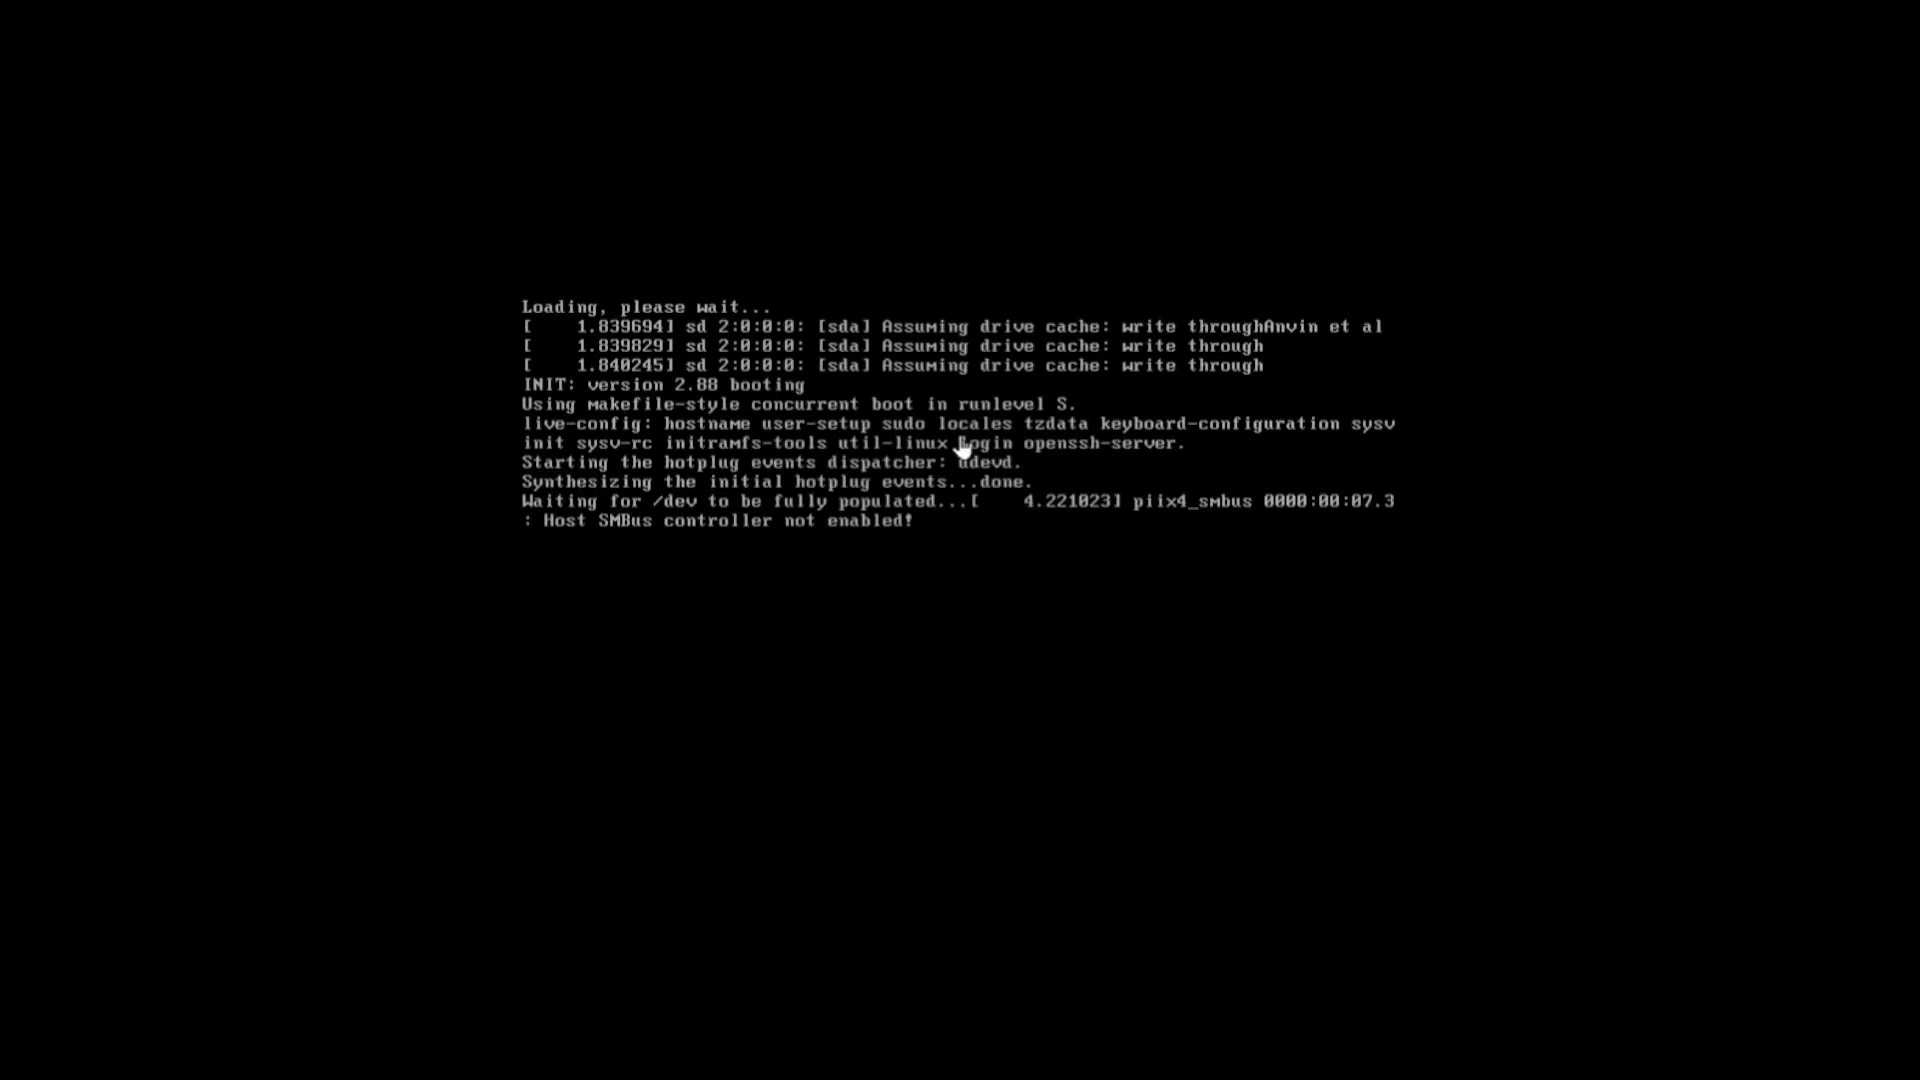 Loading, please wait...
[    1.839694] sd 2:0:0:0: [sda] Assuming drive cache: write throughAnvin et al
[    1.839829] sd 2:0:0:0: [sda] Assuming drive cache: write through
[    1.840245] sd 2:0:0:0: [sda] Assuming drive cache: write through
INIT: version 2.88 booting
Using makefile-style concurrent boot in runlevel S.
live-config: hostname user-setup sudo locales tzdata keyboard-configuration sysv
init sysv-rc initramfs-tools util-linux login openssh-server.
Starting the hotplug events dispatcher: udevd.
Synthesizing the initial hotplug events...done.
Waiting for /dev to be fully populated...[    4.221023] piix4_smbus 0000:00:07.3
: Host SMBus controller not enabled!